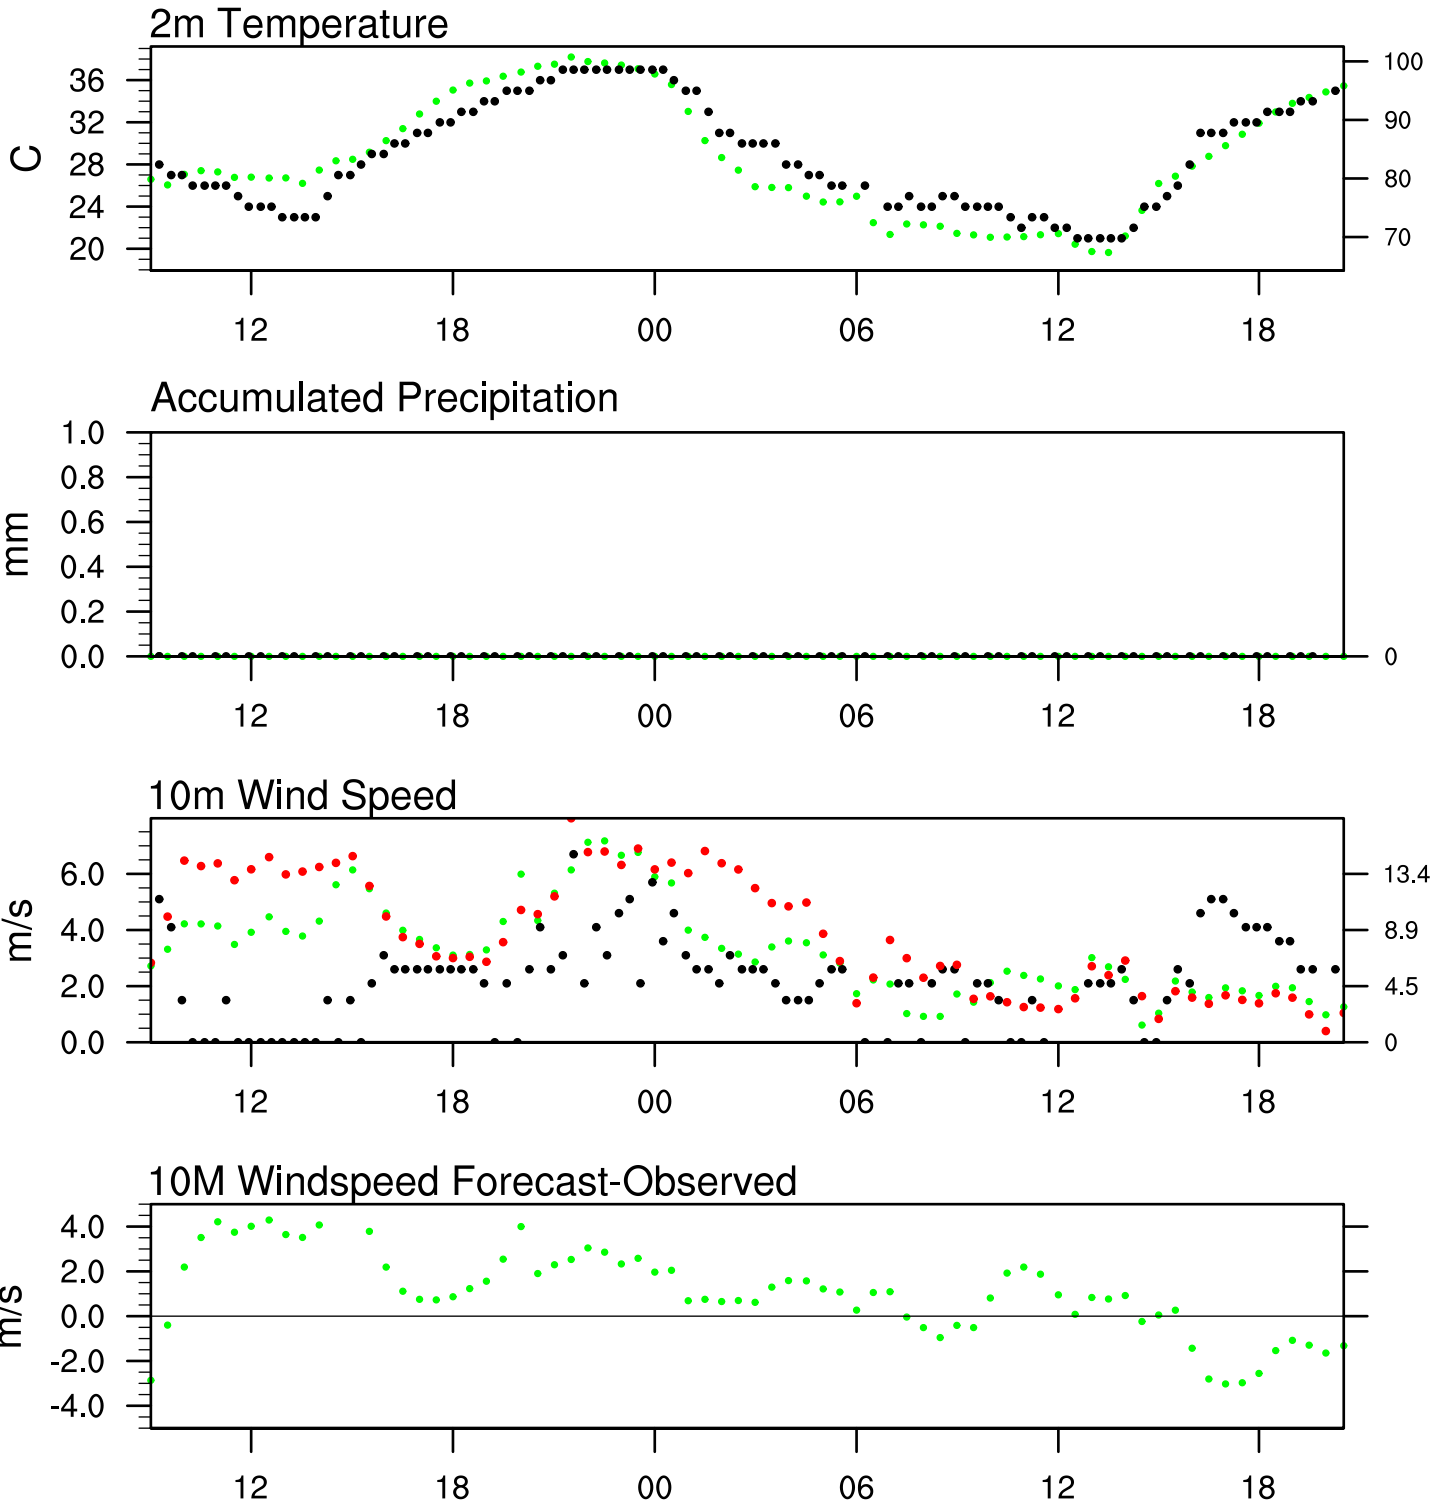 2m Temperature
36
32
28
24
20
C
100
90
80
70
12 18 00 06 12 18
Accumulated Precipitation
1.0
0.8
0.6
0.4
0.2
0.0
mm
0
12 18 00 06 12 18
10m Wind Speed
6.0
4.0
2.0
0.0
m/s
13.4
8.9
4.5
0
12 18 00 06 12 18
10M Windspeed Forecast-Observed
4.0
2.0
0.0
-2.0
-4.0
m/s
12 18 00 06 12 18